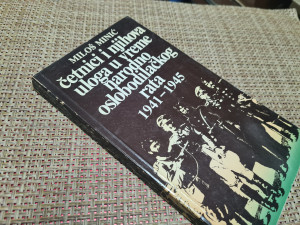 MILOŠ MINIĆ
četnici i njihova
uloga u vreme
narodno
oslobodilačkog
rata
1941–1945